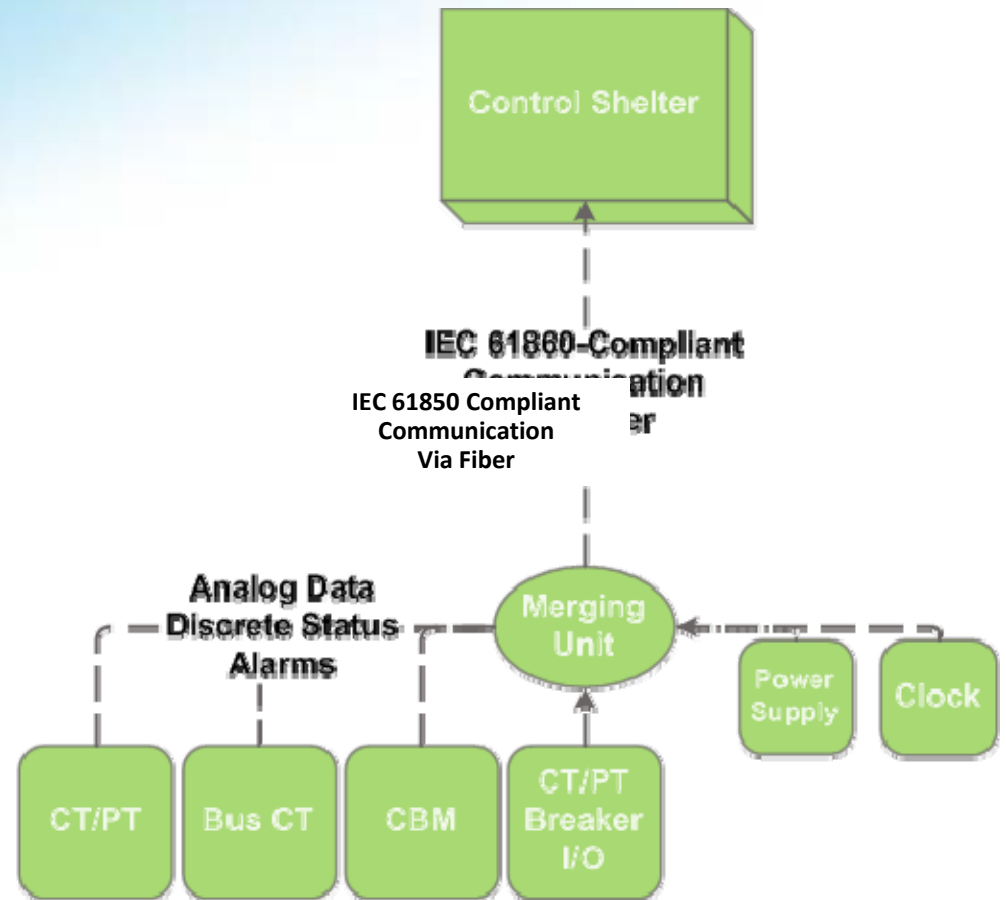 Control Shelter
IEC 61860-Compliant
IEC 61850 Compliant
Communication
Via Fiber
Analog Data
Discrete Status
Alarms
Merging
Unit
Power
Supply
Clock
CT/PT
Bus CT
CBM
CT/PT
Breaker
I/O